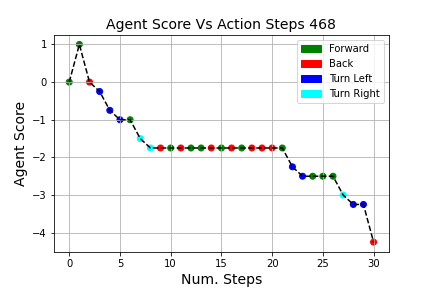 Agent Score Vs Action Steps 468
Forward
Back
Turn Left
Turn Right
1
0
−1
−2
−3
−4
Agent Score
0 5 10 15 20 25 30
Num. Steps